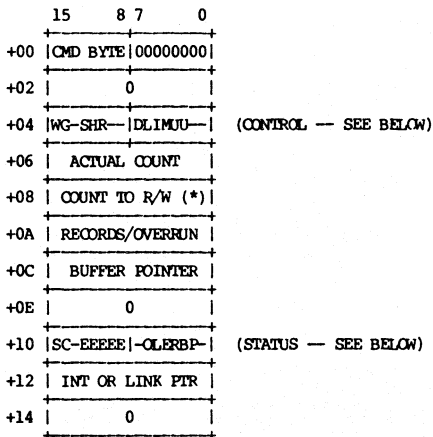 15 8 7 0
+00 |CMD BYTE|00000000|
+02 | 0 |
+04 |WG-SHR--|DLIMUU--| (CONTROL -- SEE BELOW)
+06 | ACTUAL COUNT |
+08 | COUNT TO R/W (*) |
+0A | RECORDS/OVERRUN |
+0C | BUFFER POINTER |
+0E | 0 |
+10 |SC-EEEEE|-OLERBP-| (STATUS -- SEE BELOW)
+12 | INT OR LINK PTR |
+14 | 0 |